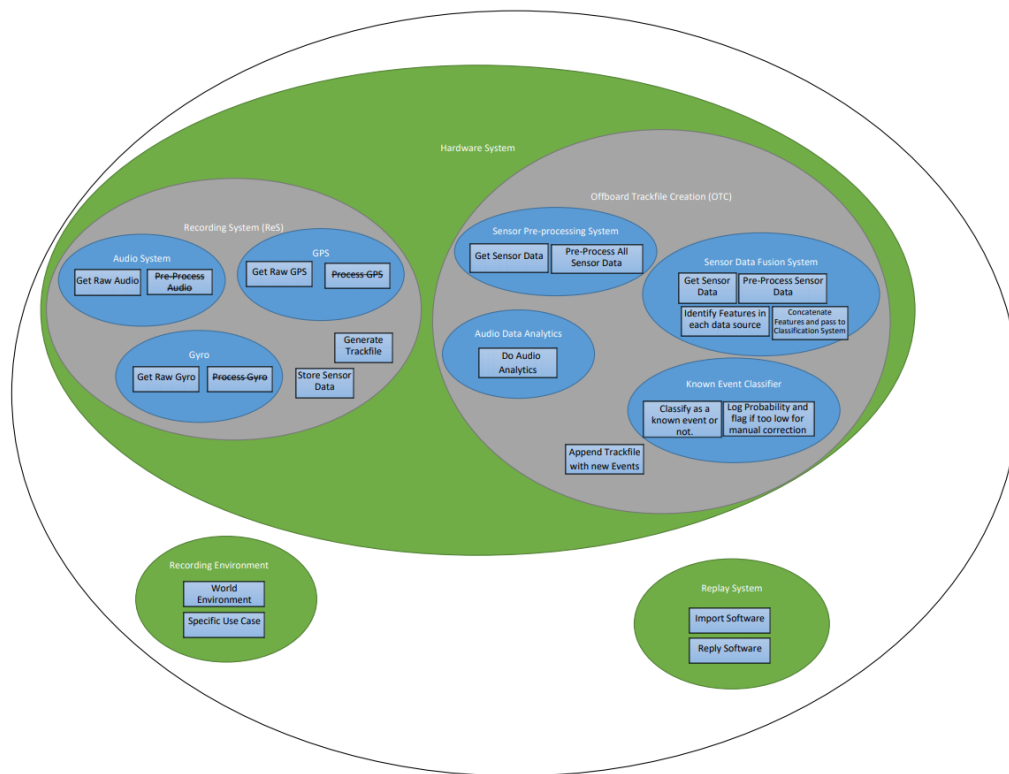 Hardware System
Recording System (ReS)
Audio System
Get Raw Audio
Pre-Process
Audio
GPS
Get Raw GPS
Process GPS
Gyro
Get Raw Gyro
Process Gyro
Generate
Trackfile
Store Sensor
Data
Offboard Trackfile Creation (OTC)
Sensor Pre-processing System
Get Sensor Data
Pre-Process All
Sensor Data
Sensor Data Fusion System
Get Sensor
Data
Pre-Process Sensor
Data
Identify Features in
each data source
Concatenate
Features and pass to
Classification System
Audio Data Analytics
Do Audio
Analytics
Known Event Classifier
Classify as a
known event or
not.
Log Probability and
flag if too low for
manual correction
Append Trackfile
with new Events
Recording Environment
World
Environment
Specific Use Case
Replay System
Import Software
Reply Software